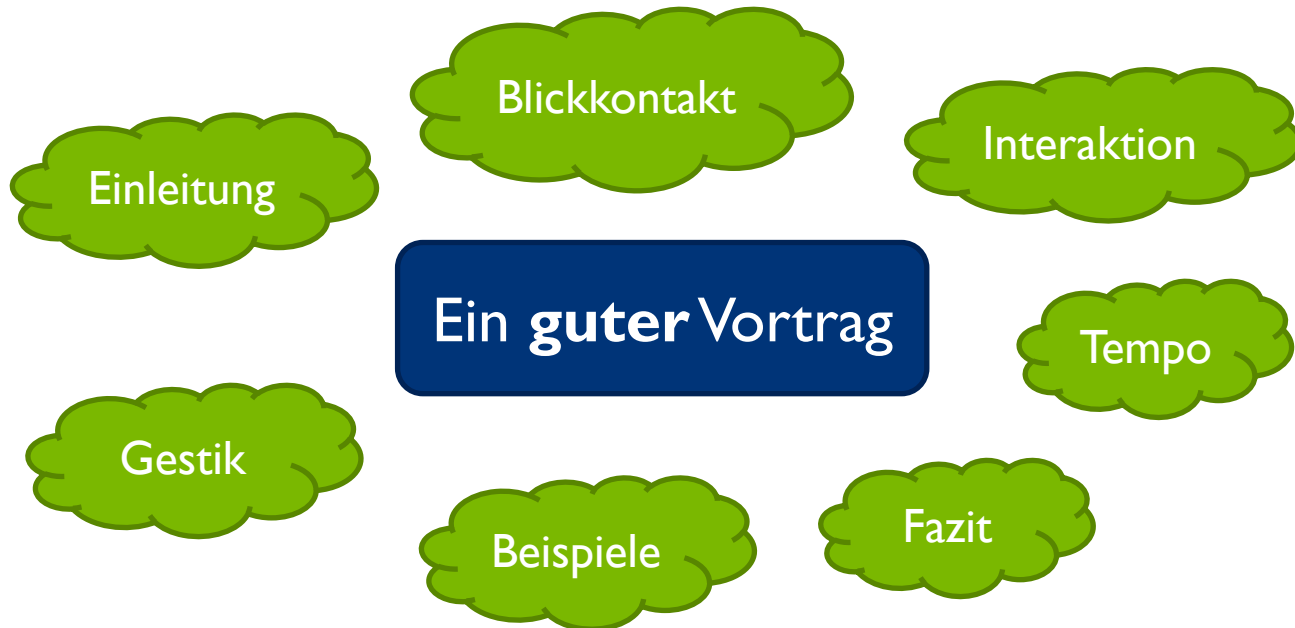 Blickkontakt
Interaktion
Einleitung
Ein guter Vortrag
Tempo
Gestik
Fazit
Beispiele